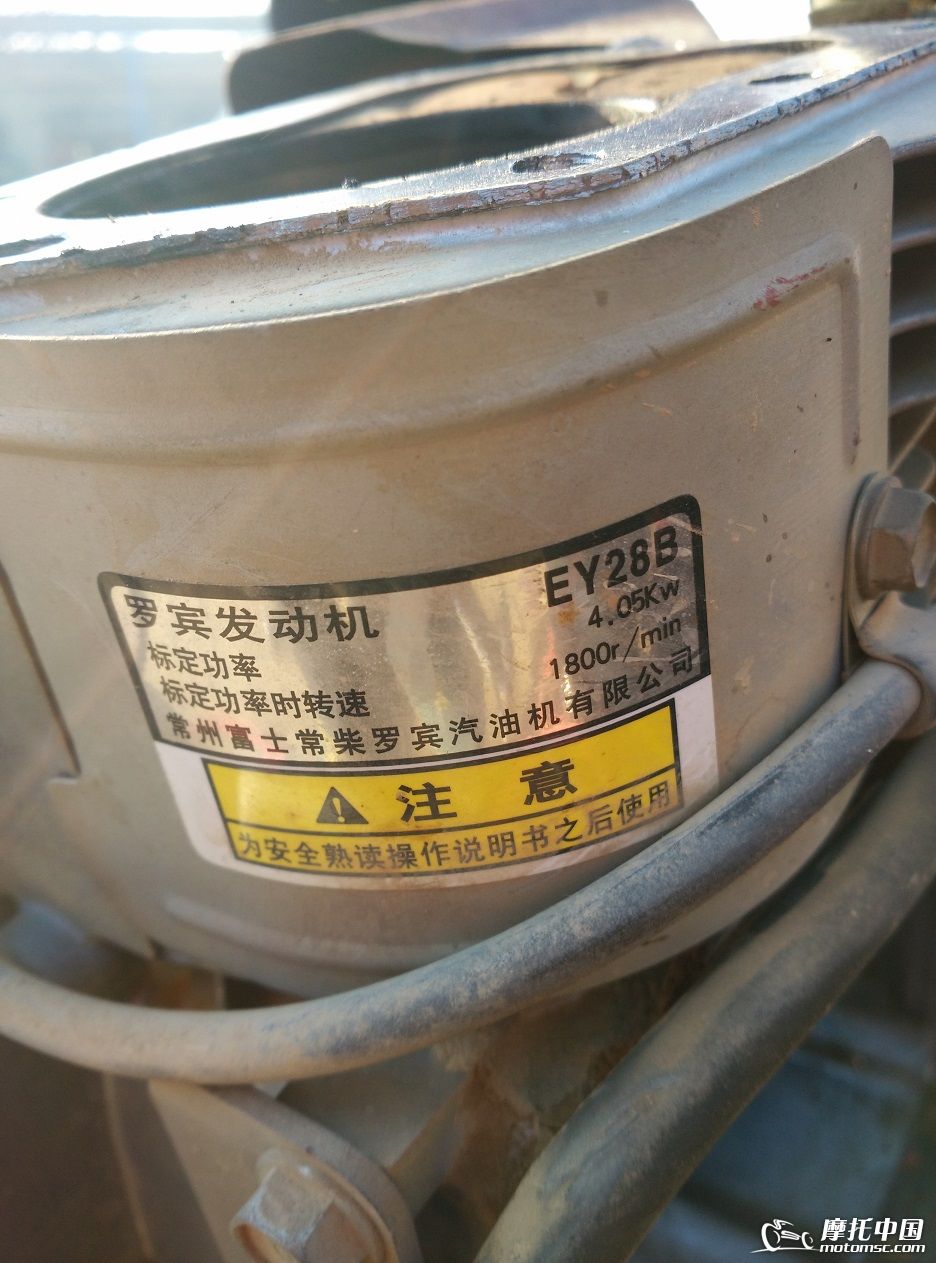 罗宾发动机 EY28B
标定功率 4.05Kw
标定功率时转速 1800r/min
常州富士常柴罗宾汽油机有限公司
注意
为安全熟读操作说明书之后使用
摩托中国
motomsc.com